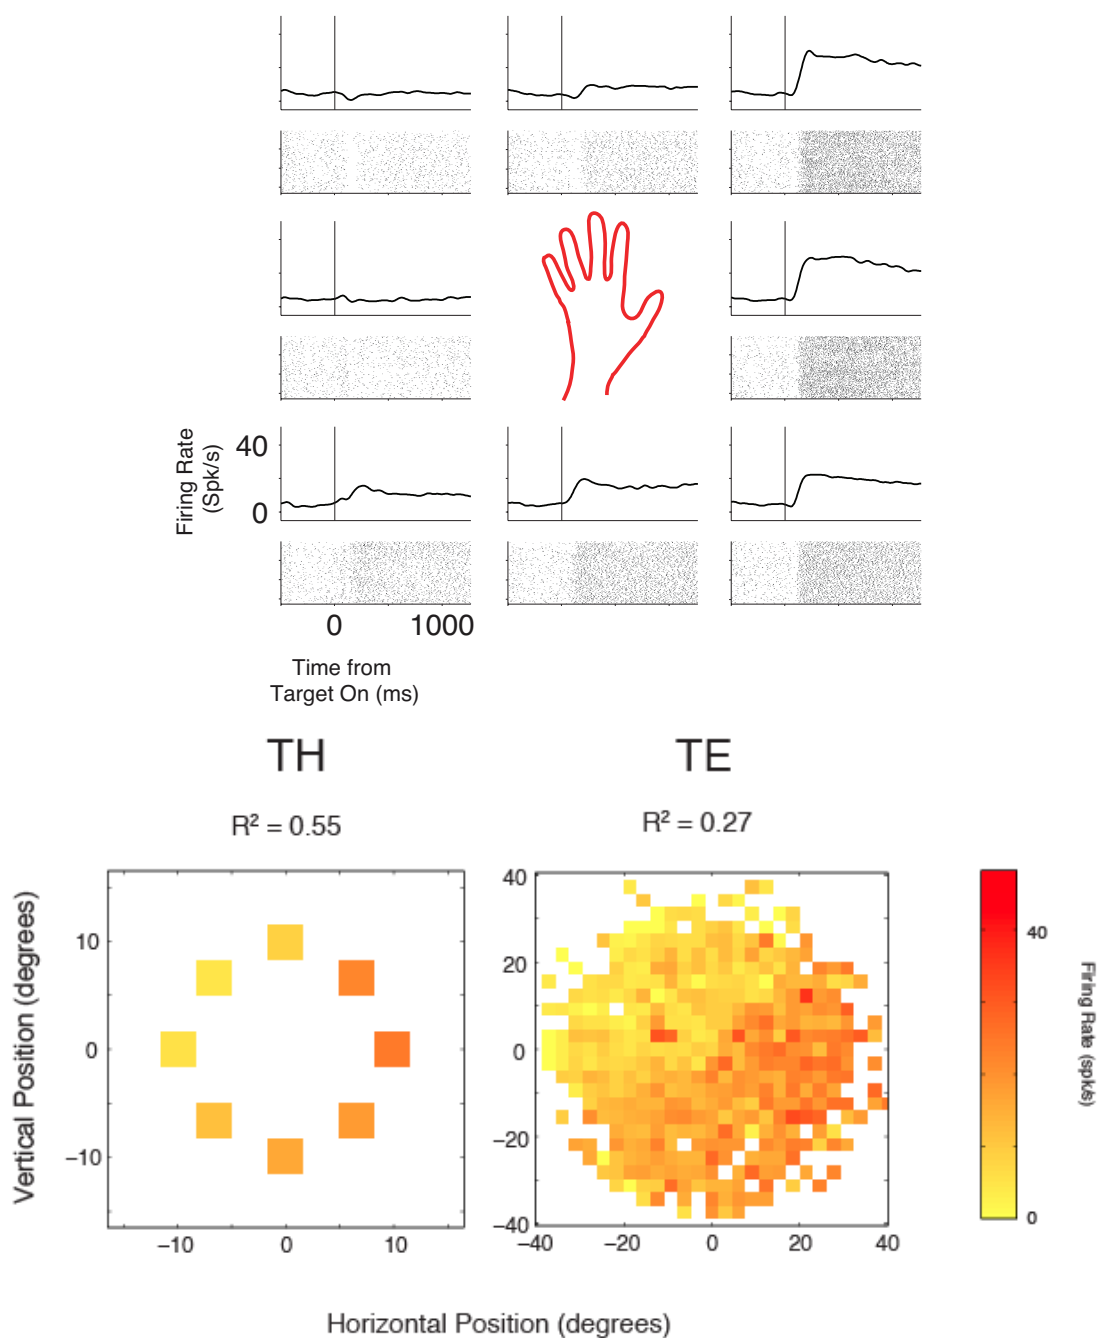 Firing Rate
(Spk/s)
40
0
0 1000
Time from
Target On (ms)
TH TE
R² = 0.55 R² = 0.27
Vertical Position (degrees)
10
0
−10
−10 0 10
40
20
0
−20
−40
−40 −20 0 20 40
40
0
Firing Rate (spk/s)
Horizontal Position (degrees)